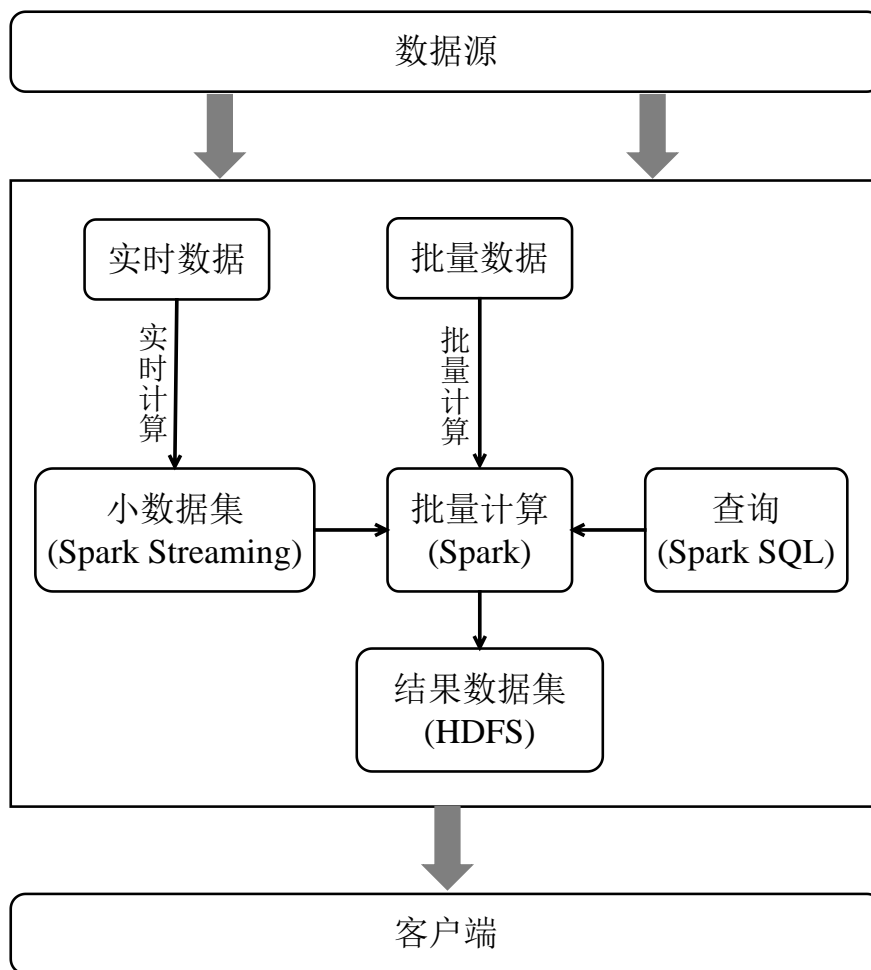 数据源
实时数据
批量数据
实时计算
批量计算
小数据集
(Spark Streaming)
批量计算
(Spark)
查询
(Spark SQL)
结果数据集
(HDFS)
客户端